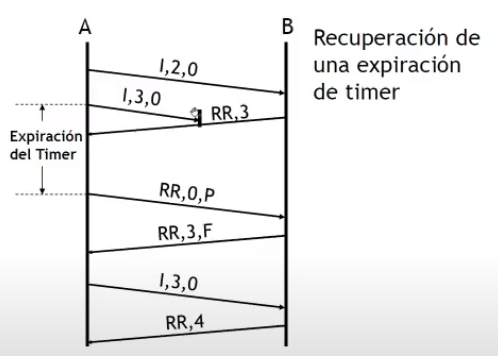 A
B
Recuperación de
una expiración
de timer
I,2,0
I,3,0
RR,3
Expiración
del Timer
RR,0,P
RR,3,F
I,3,0
RR,4